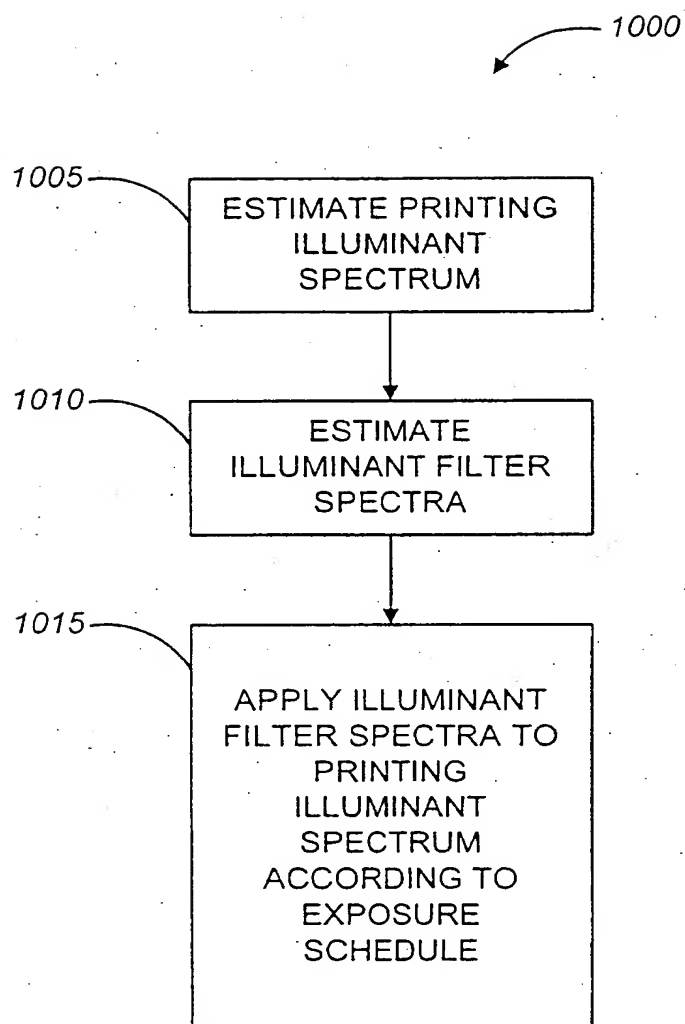 1000
1005
ESTIMATE PRINTING
ILLUMINANT
SPECTRUM
1010
ESTIMATE
ILLUMINANT FILTER
SPECTRA
1015
APPLY ILLUMINANT
FILTER SPECTRA TO
PRINTING
ILLUMINANT
SPECTRUM
ACCORDING TO
EXPOSURE
SCHEDULE